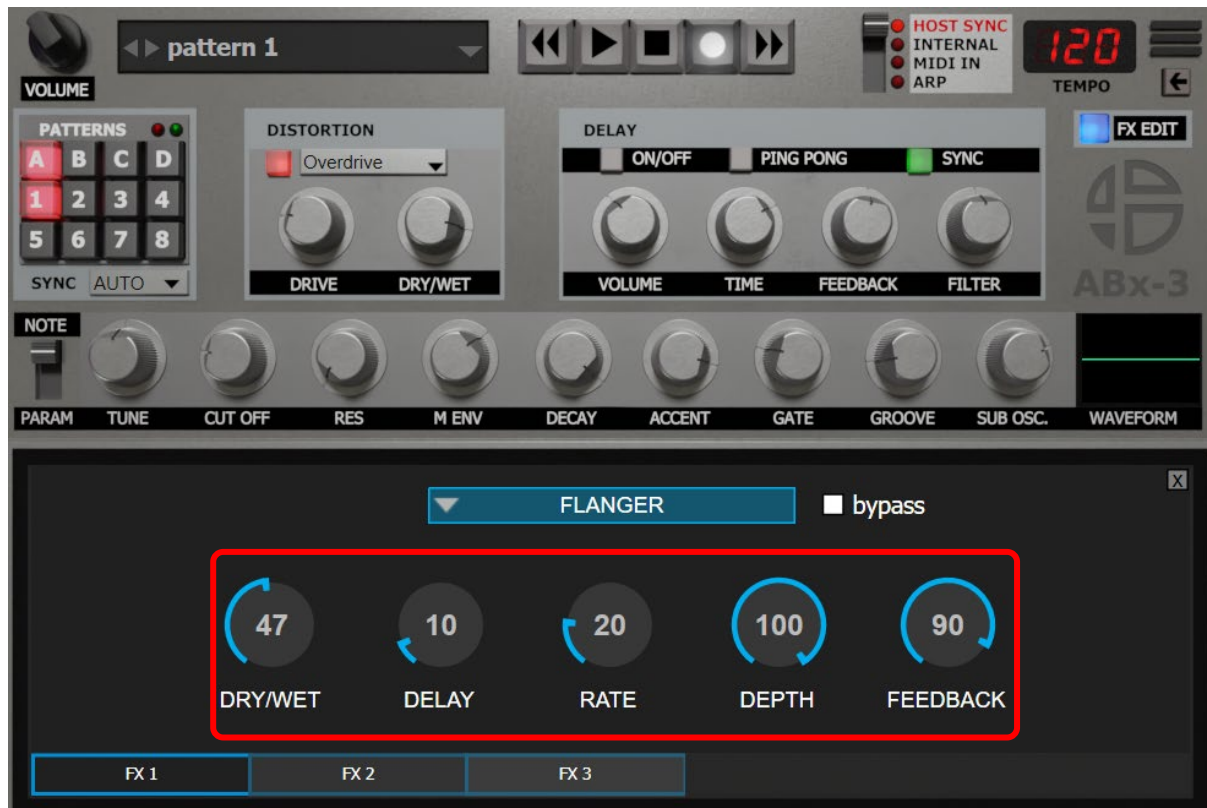 pattern 1
HOST SYNC
INTERNAL
MIDI IN
ARP
120
TEMPO
VOLUME
PATTERNS
A B C D
1 2 3 4
5 6 7 8
SYNC AUTO
DISTORTION
Overdrive
DRIVE DRY/WET
DELAY
ON/OFF PING PONG SYNC
VOLUME TIME FEEDBACK FILTER
FX EDIT
ABx-3
NOTE
PARAM TUNE CUT OFF RES M ENV DECAY ACCENT GATE GROOVE SUB OSC. WAVEFORM
X
FLANGER bypass
47 10 20 100 90
DRY/WET DELAY RATE DEPTH FEEDBACK
FX 1 FX 2 FX 3